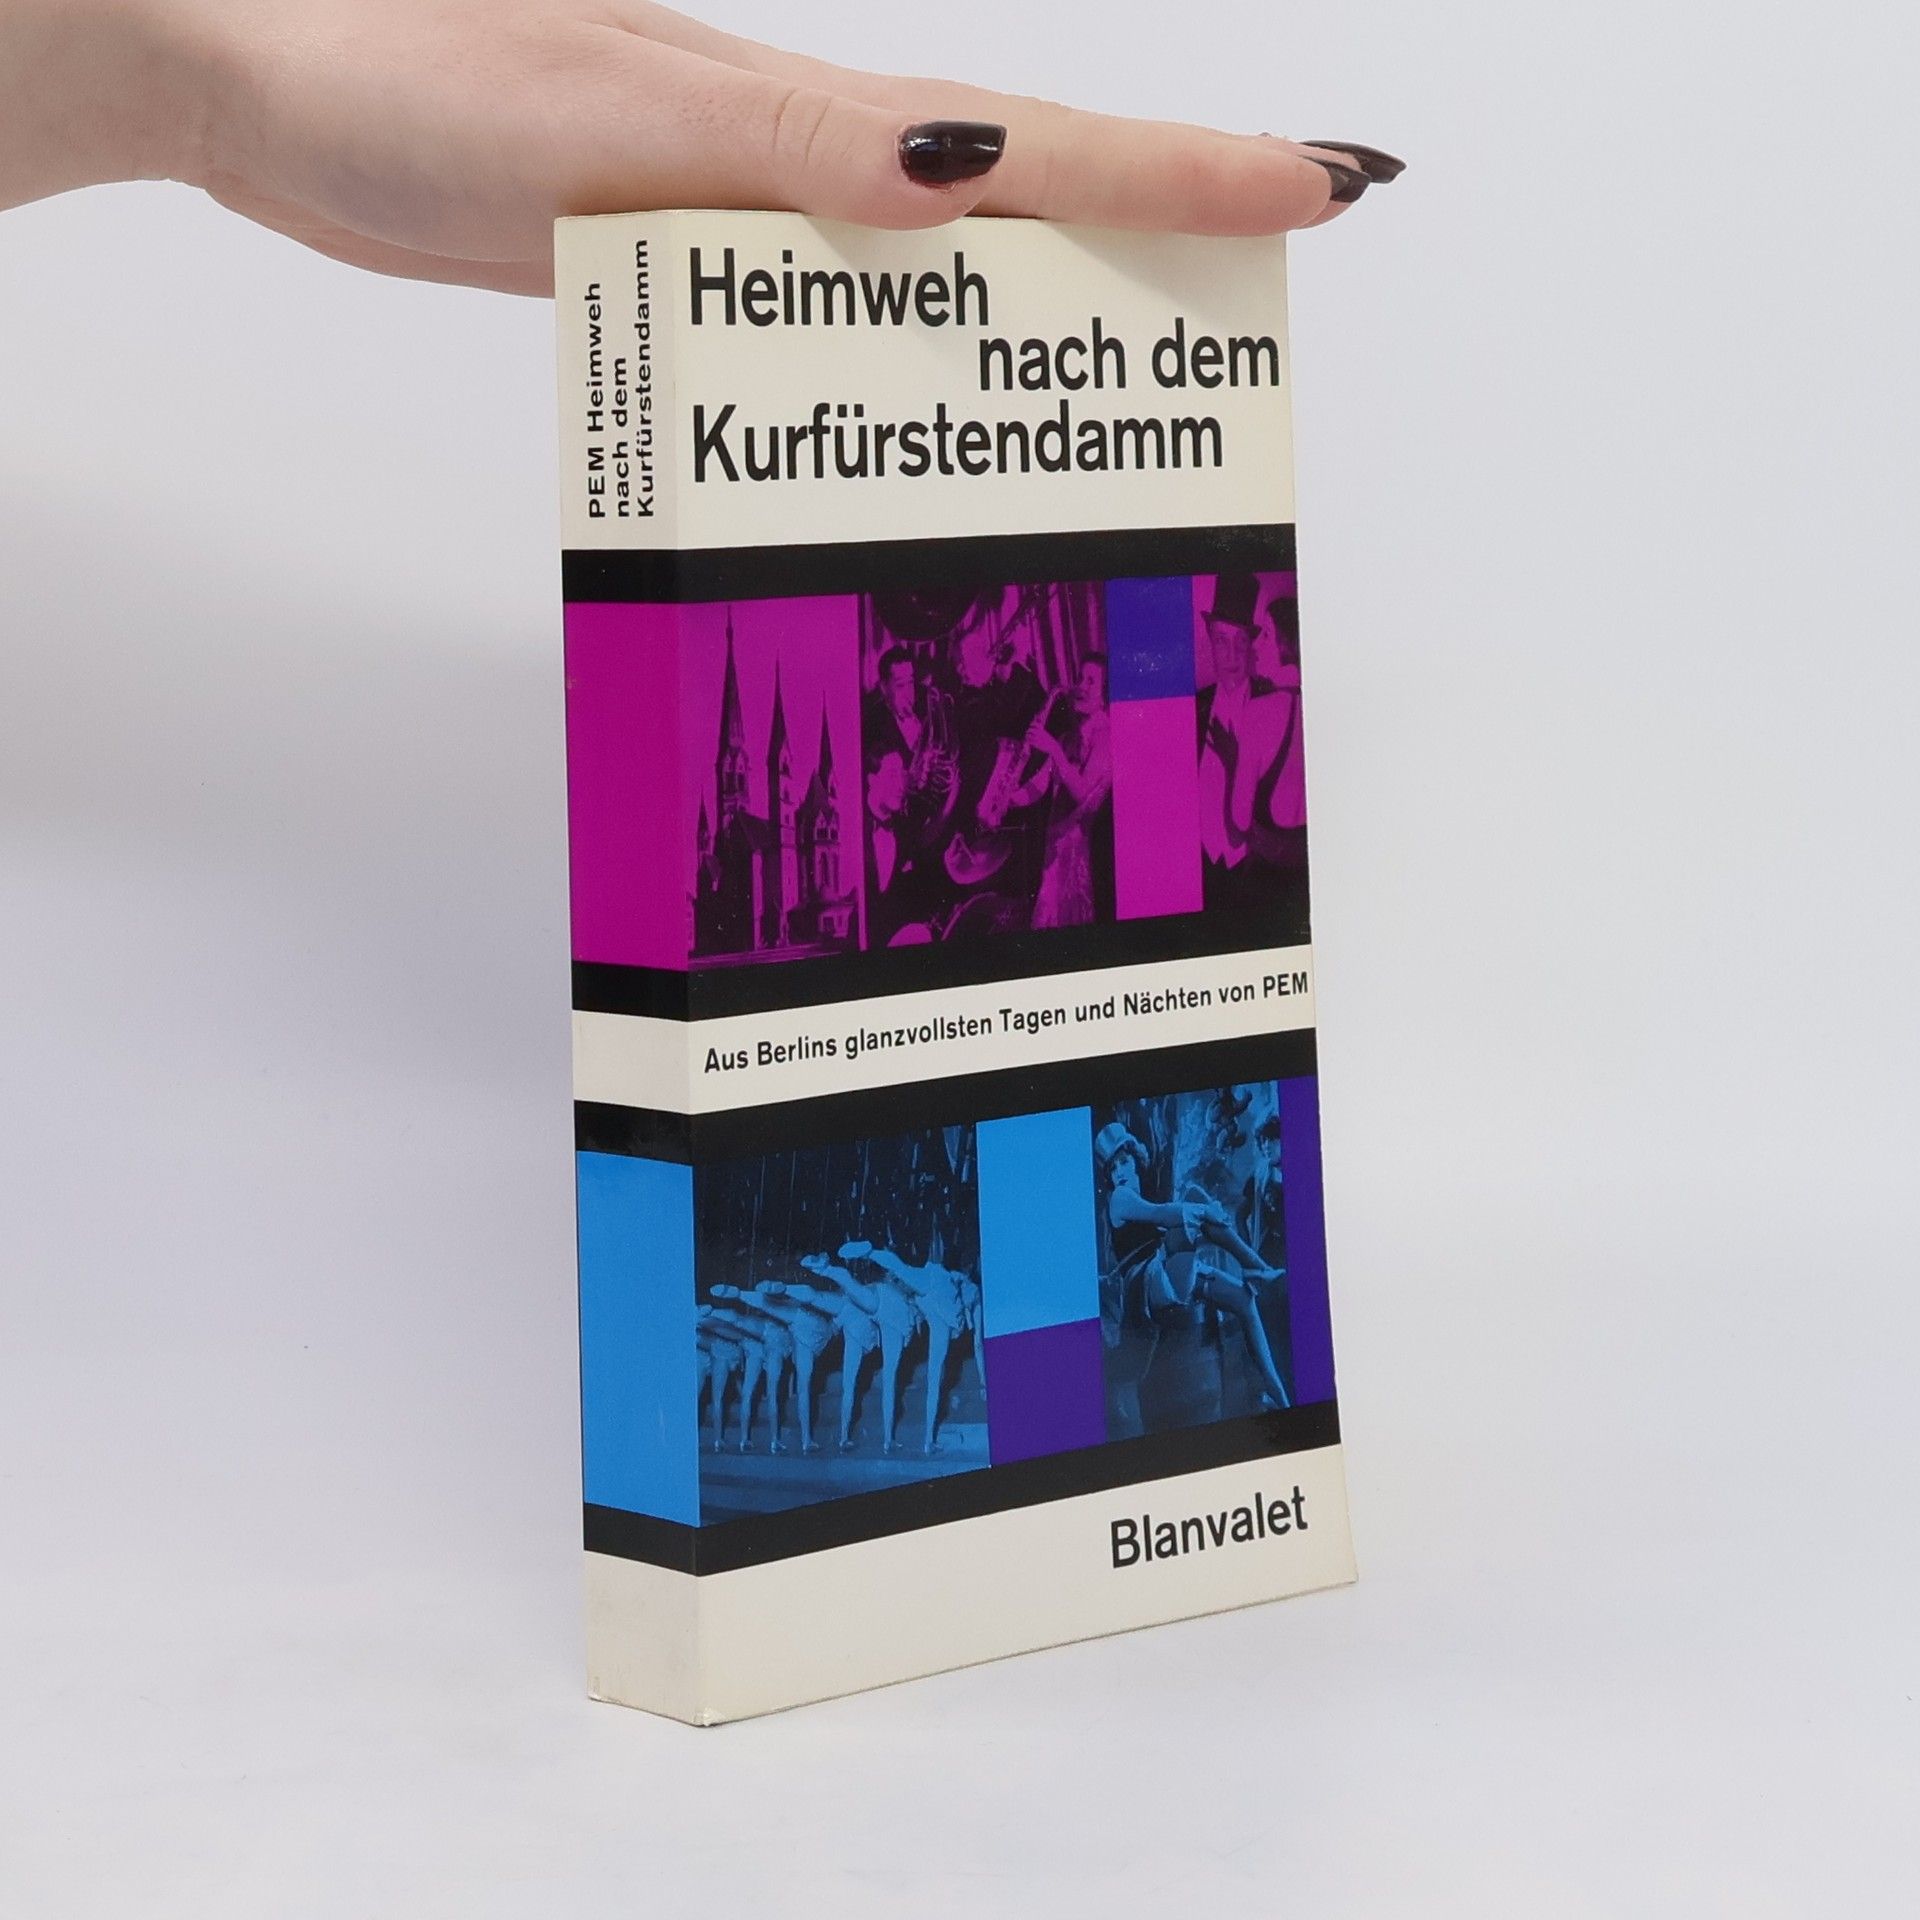 PEM Heimweh
nach dem
Kurfürstendamm
Heimweh
nach dem
Kurfürstendamm
Aus Berlins glanzvollsten Tagen und Nächten von PEM
Blanvalet